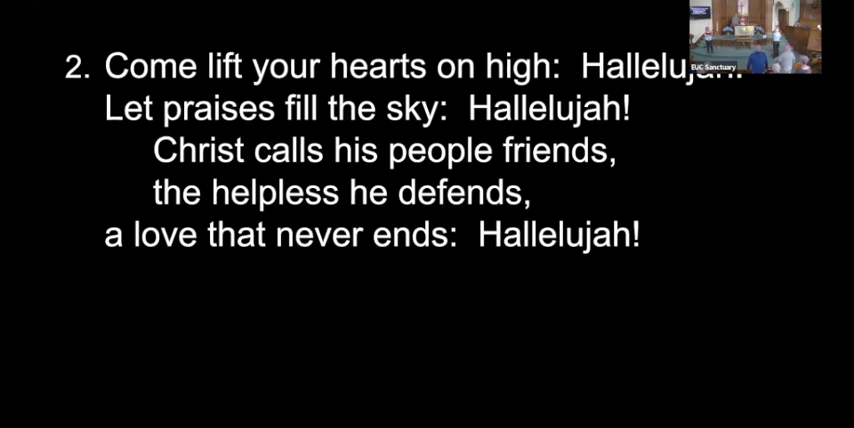 2. Come lift your hearts on high: Hallelujah!
Let praises fill the sky: Hallelujah!
Christ calls his people friends,
the helpless he defends,
a love that never ends: Hallelujah!
EUC Sanctuary